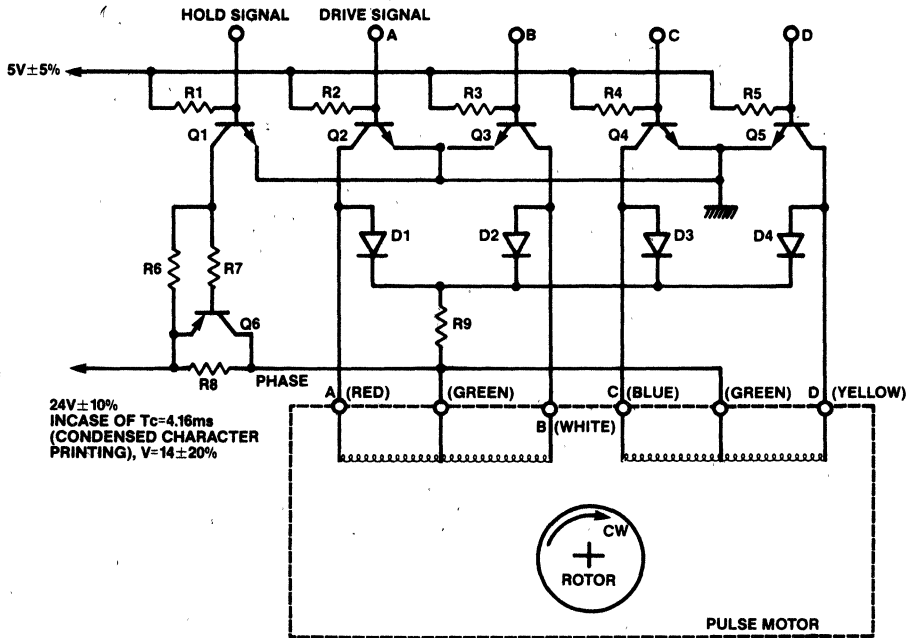 HOLD SIGNAL
DRIVE SIGNAL
A
B
C
D
5V±5%
R1
R2
R3
R4
R5
Q1
Q2
Q3
Q4
Q5
D1
D2
D3
D4
R6
R7
Q6
R9
R8
PHASE
A (RED)
(GREEN)
B (WHITE)
C (BLUE)
(GREEN)
D (YELLOW)
24V±10%
INCASE OF Tc=4.16ms
(CONDENSED CHARACTER
PRINTING), V=14±20%
CW
ROTOR
PULSE MOTOR